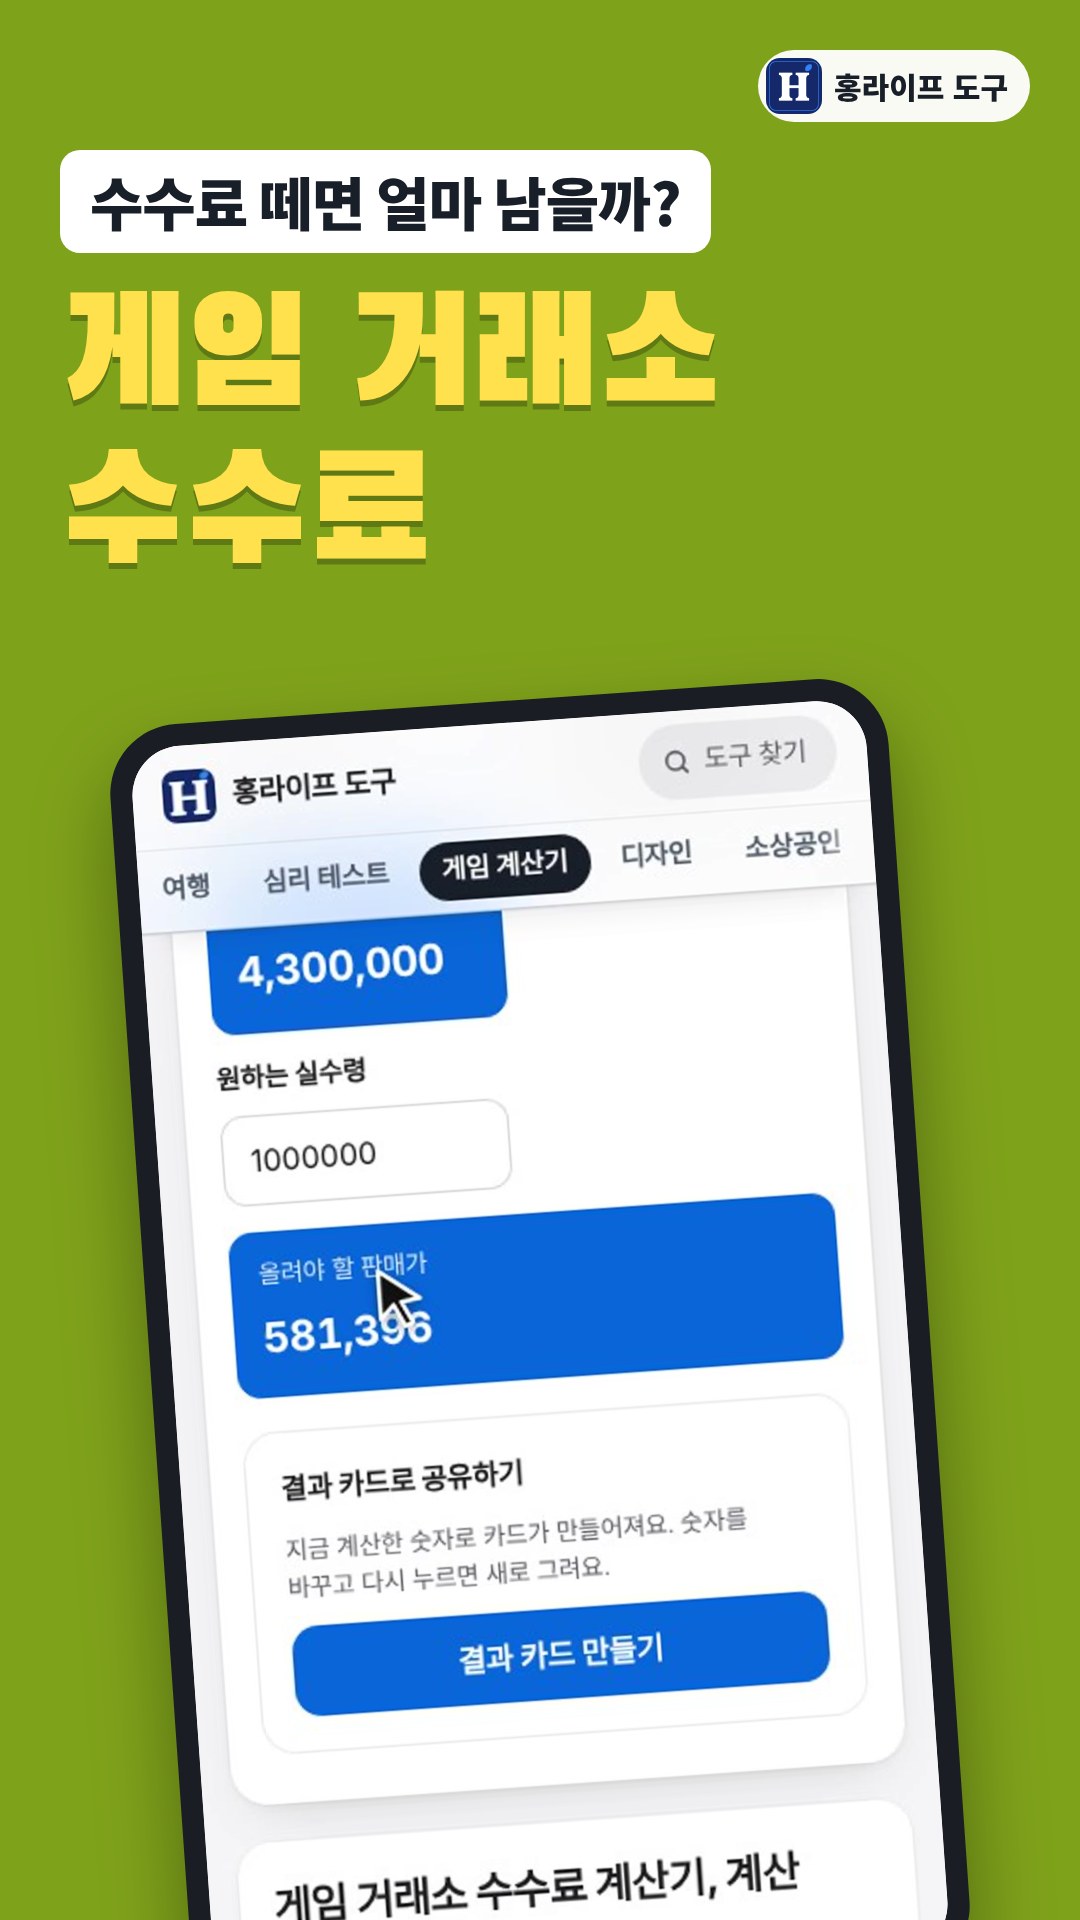 H 홍라이프 도구
수수료 떼면 얼마 남을까?
게임 거래소
수수료
H 홍라이프 도구
도구 찾기
여행 심리 테스트 게임 계산기 디자인 소상공인
4,300,000
원하는 실수령
1000000
올려야 할 판매가
581,396
결과 카드로 공유하기
지금 계산한 숫자로 카드가 만들어져요. 숫자를
바꾸고 다시 누르면 새로 그려요.
결과 카드 만들기
게임 거래소 수수료 계산기, 계산